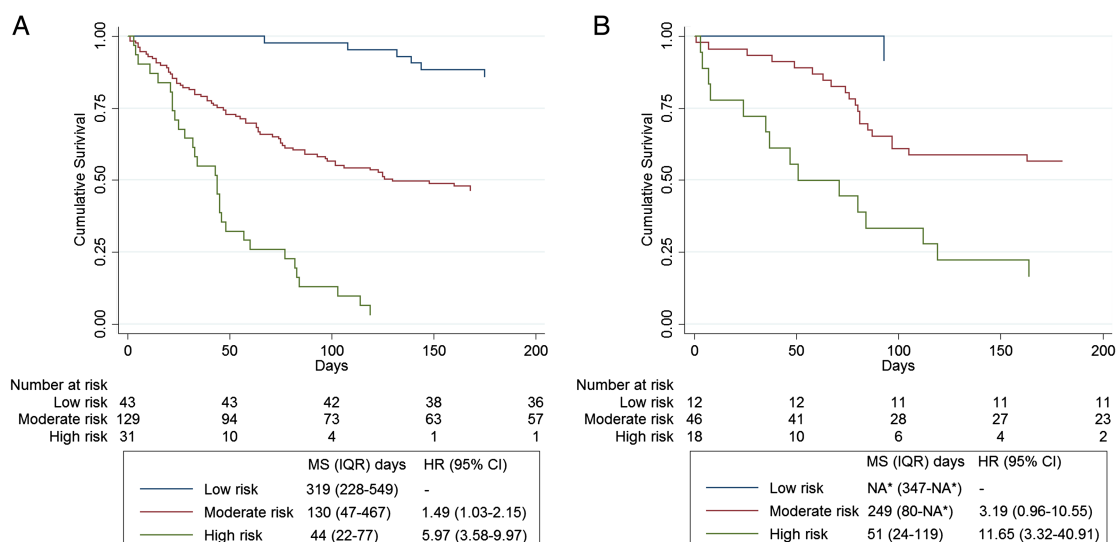 A
B
1.00
0.75
0.50
0.25
0.00
Cumulative Surivival
0 50 100 150 200
Days
1.00
0.75
0.50
0.25
0.00
Cumulative Surivival
0 50 100 150 200
Days
Number at risk
Low risk 43 43 42 38 36
Moderate risk 129 94 73 63 57
High risk 31 10 4 1 1
Number at risk
Low risk 12 12 11 11 11
Moderate risk 46 41 28 27 23
High risk 18 10 6 4 2
MS (IQR) days HR (95% CI)
Low risk 319 (228-549) -
Moderate risk 130 (47-467) 1.49 (1.03-2.15)
High risk 44 (22-77) 5.97 (3.58-9.97)
MS (IQR) days HR (95% CI)
Low risk NA* (347-NA*) -
Moderate risk 249 (80-NA*) 3.19 (0.96-10.55)
High risk 51 (24-119) 11.65 (3.32-40.91)